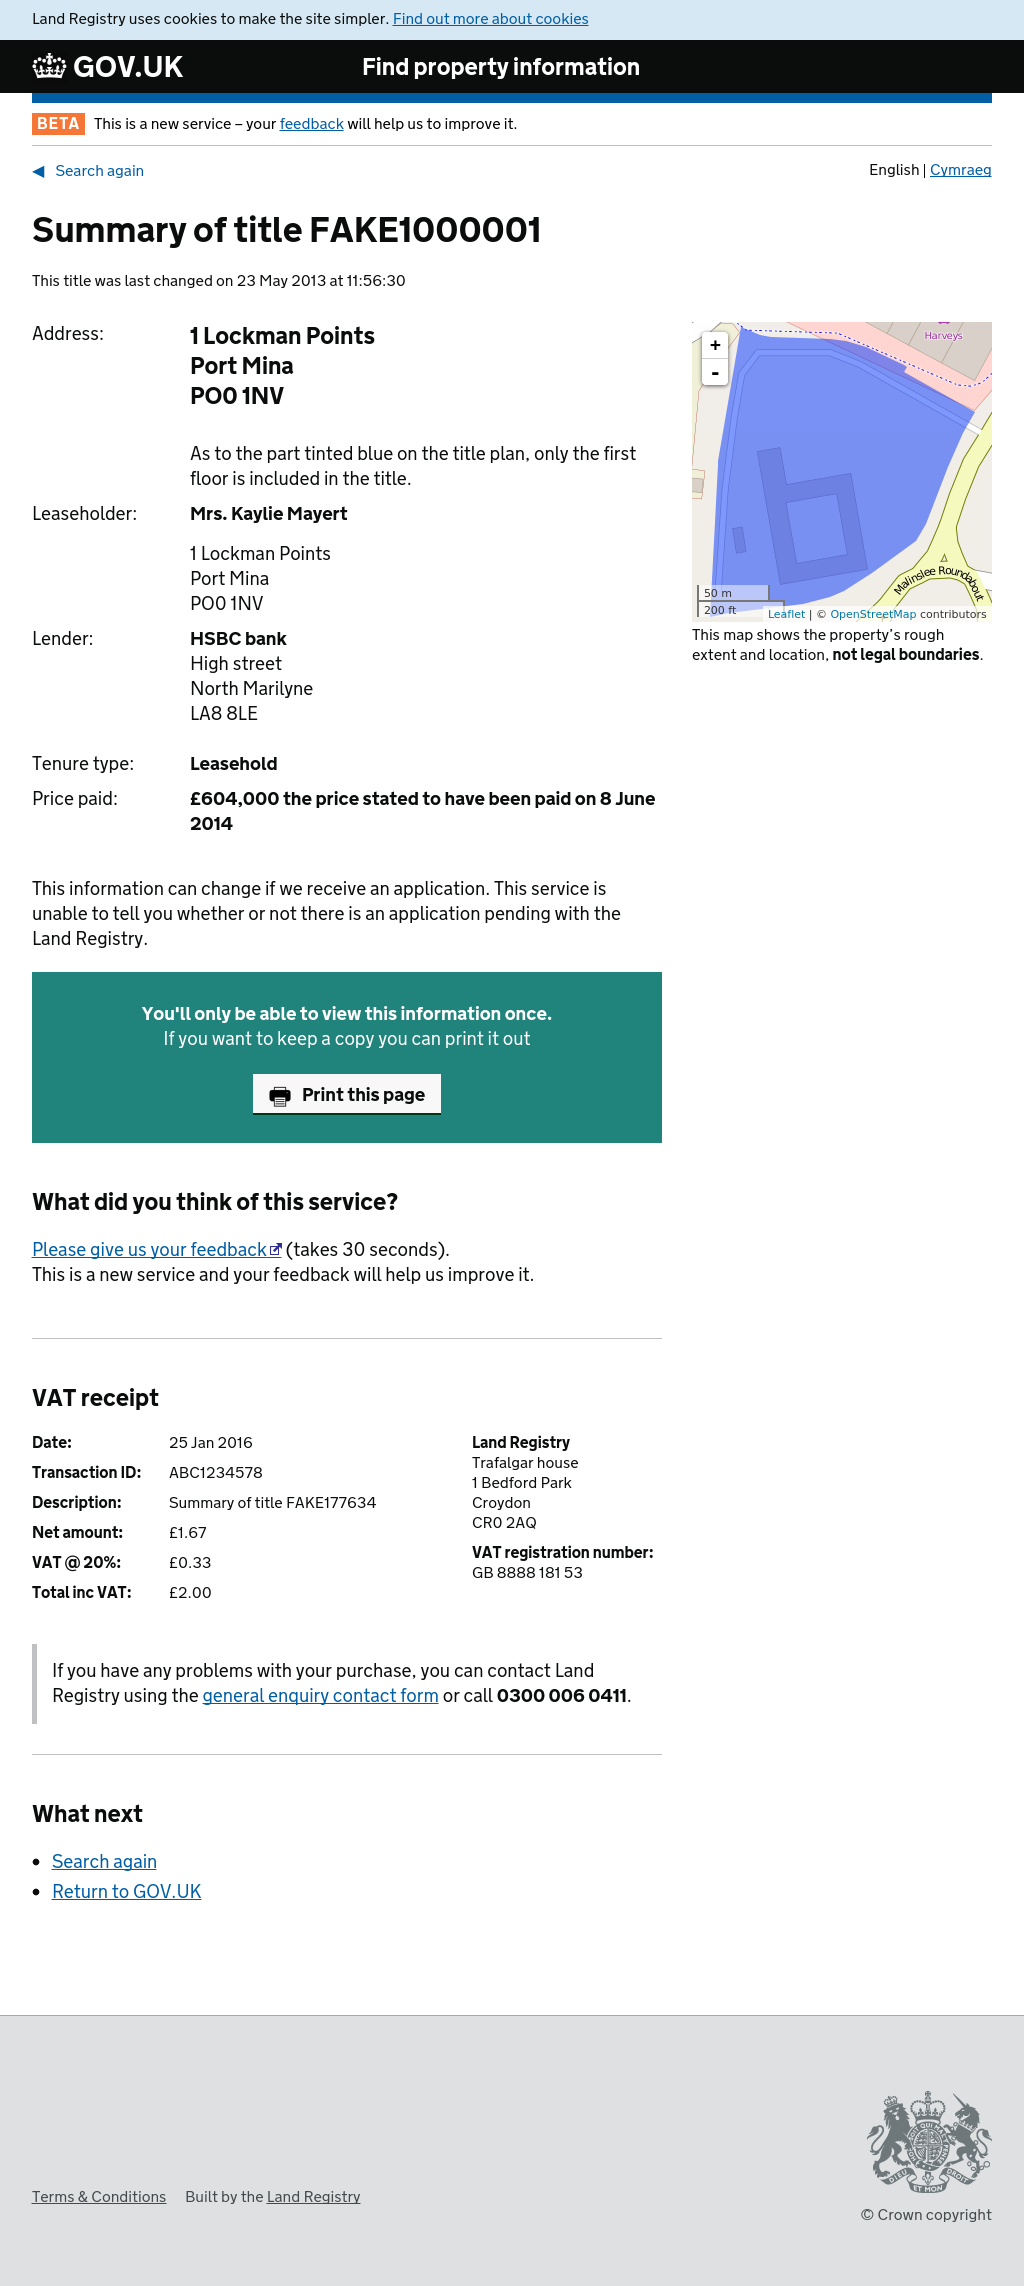 Land Registry uses cookies to make the site simpler. Find out more about cookies
GOV.UK
Find property information
BETA This is a new service – your feedback will help us to improve it.
◀ Search again
English | Cymraeg
Summary of title FAKE1000001
This title was last changed on 23 May 2013 at 11:56:30
Address:
1 Lockman Points
Port Mina
PO0 1NV
As to the part tinted blue on the title plan, only the first
floor is included in the title.
Leaseholder:
Mrs. Kaylie Mayert
1 Lockman Points
Port Mina
PO0 1NV
Lender:
HSBC bank
High street
North Marilyne
LA8 8LE
Tenure type:
Leasehold
Price paid:
£604,000 the price stated to have been paid on 8 June
2014
+
-
Harveys
Malinslee Roundabout
50 m
200 ft
Leaflet | © OpenStreetMap contributors
This map shows the property's rough
extent and location, not legal boundaries.
This information can change if we receive an application. This service is
unable to tell you whether or not there is an application pending with the
Land Registry.
You'll only be able to view this information once.
If you want to keep a copy you can print it out
Print this page
What did you think of this service?
Please give us your feedback (takes 30 seconds).
This is a new service and your feedback will help us improve it.
VAT receipt
Date: 25 Jan 2016
Transaction ID: ABC1234578
Description: Summary of title FAKE177634
Net amount: £1.67
VAT @ 20%: £0.33
Total inc VAT: £2.00
Land Registry
Trafalgar house
1 Bedford Park
Croydon
CR0 2AQ
VAT registration number:
GB 8888 181 53
If you have any problems with your purchase, you can contact Land
Registry using the general enquiry contact form or call 0300 006 0411.
What next
• Search again
• Return to GOV.UK
Terms & Conditions Built by the Land Registry
DIEU ET MON DROIT
© Crown copyright